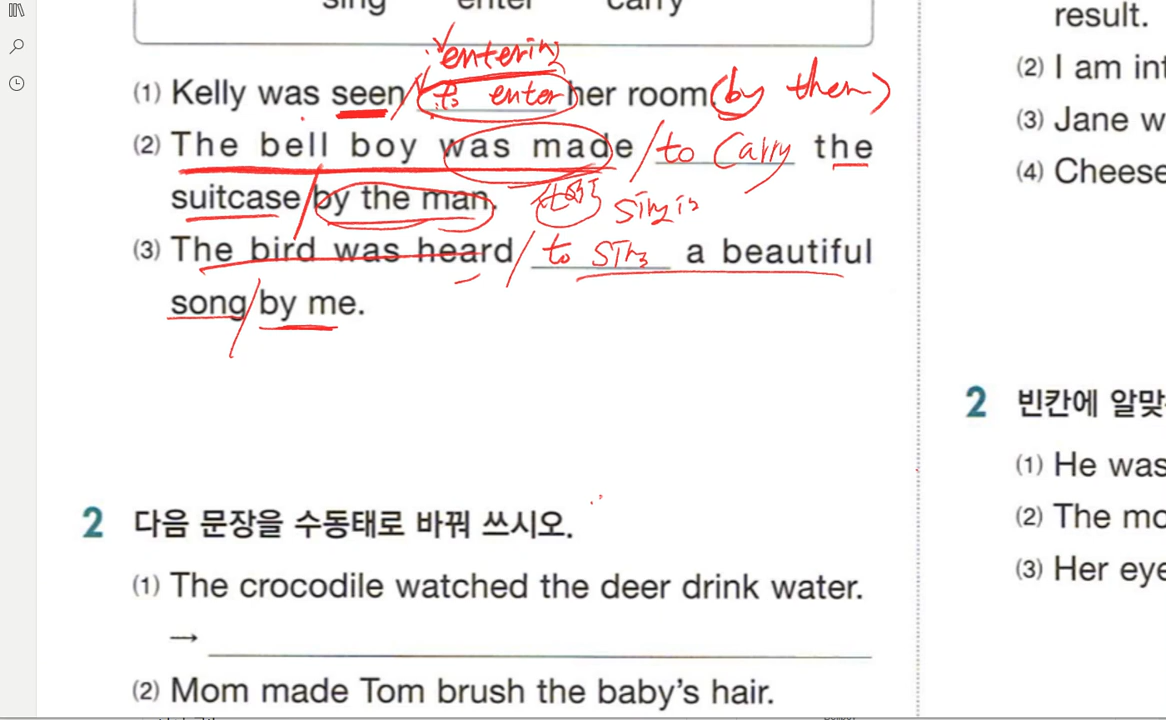 sing enter carry
entering
(1) Kelly was seen / to enter her room. (by them)
(2) The bell boy was made / to carry the
suitcase / by the man.
singing
(3) The bird was heard / to sing a beautiful
song / by me.
2 다음 문장을 수동태로 바꿔 쓰시오.
(1) The crocodile watched the deer drink water.
→
(2) Mom made Tom brush the baby's hair.
result.
(2) I am int
(3) Jane w
(4) Cheese
2 빈칸에 알맞
(1) He was
(2) The mo
(3) Her eye